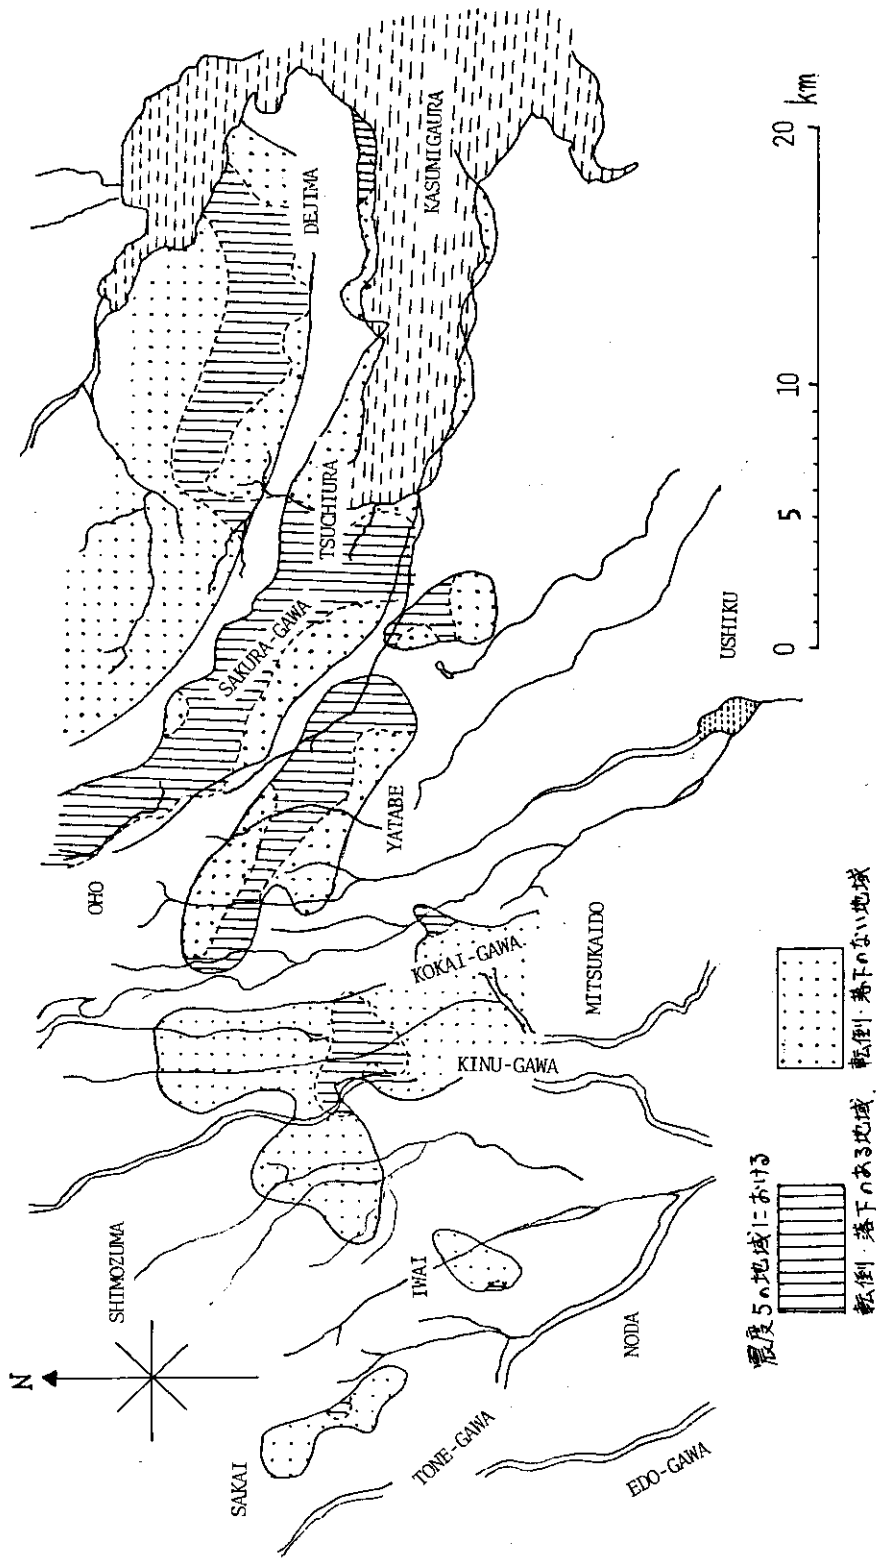 N
SHIMOZUMA
OHO
SAKAI
SAKURA-GAWA
DEJIMA
TSUCHIURA
YATABE
IWAI
KASUMIGAURA
TONE-GAWA
KOKAI-GAWA
KINU-GAWA
MITSUKAIDO
NODA
EDO-GAWA
USHIKU
0 5 10 20 km
震度5の地域における
転倒・落下のある地域
転倒・落下のない地域